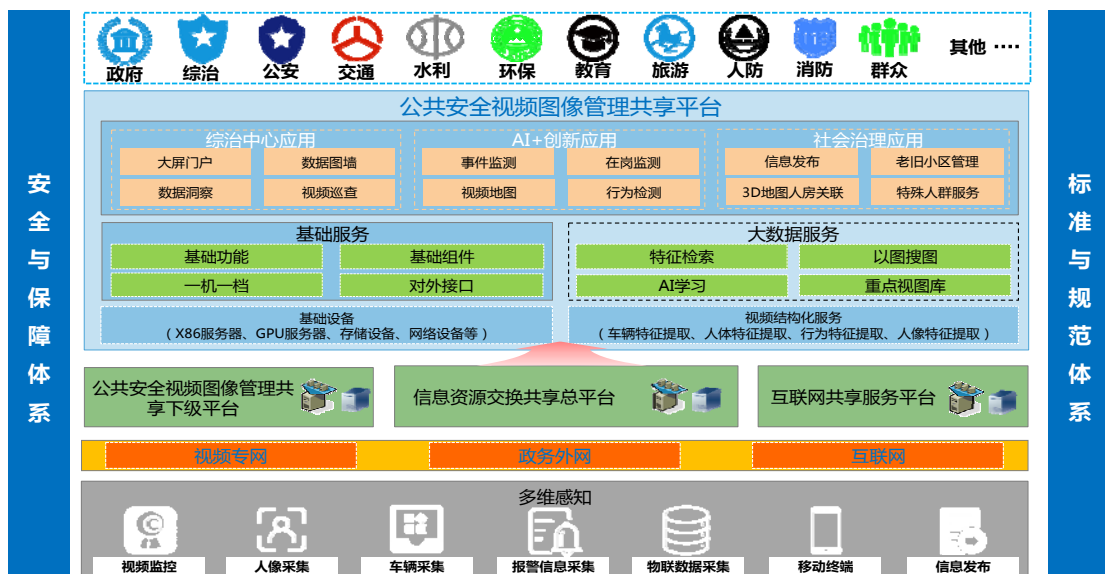 政府
综治
公安
交通
水利
环保
教育
旅游
人防
消防
群众
其他 ····
安全与保障体系
标准与规范体系
公共安全视频图像管理共享平台
综治中心应用
大屏门户
数据图墙
数据洞察
视频巡查
AI+创新应用
事件监测
在岗监测
视频地图
行为检测
社会治理应用
信息发布
老旧小区管理
3D地图人房关联
特殊人群服务
基础服务
基础功能
基础组件
一机一档
对外接口
大数据服务
特征检索
以图搜图
AI学习
重点视图库
基础设备
（X86服务器、GPU服务器、存储设备、网络设备等）
视频结构化服务
（车辆特征提取、人体特征提取、行为特征提取、人像特征提取）
公共安全视频图像管理共
享下级平台
信息资源交换共享总平台
互联网共享服务平台
视频专网
政务外网
互联网
多维感知
视频监控
人像采集
车辆采集
报警信息采集
物联数据采集
移动终端
信息发布